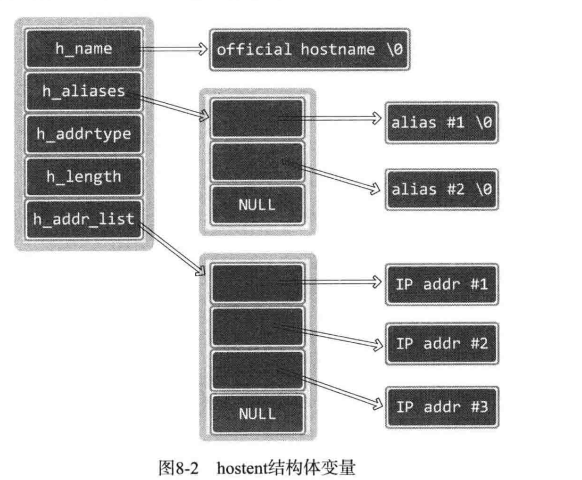 h_name
official hostname \0
h_aliases
alias #1 \0
h_addrtype
h_length
alias #2 \0
NULL
h_addr_list
IP addr #1
IP addr #2
IP addr #3
NULL
图8-2 hostent结构体变量